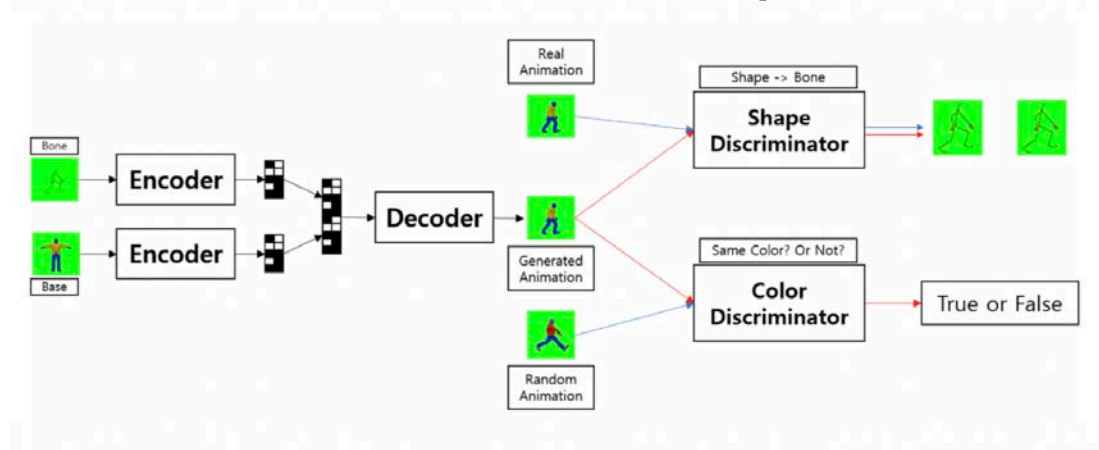 Real
Animation
Shape -> Bone
Shape
Discriminator
Bone
Encoder
Decoder
Encoder
Base
Generated
Animation
Same Color? Or Not?
Color
Discriminator
True or False
Random
Animation